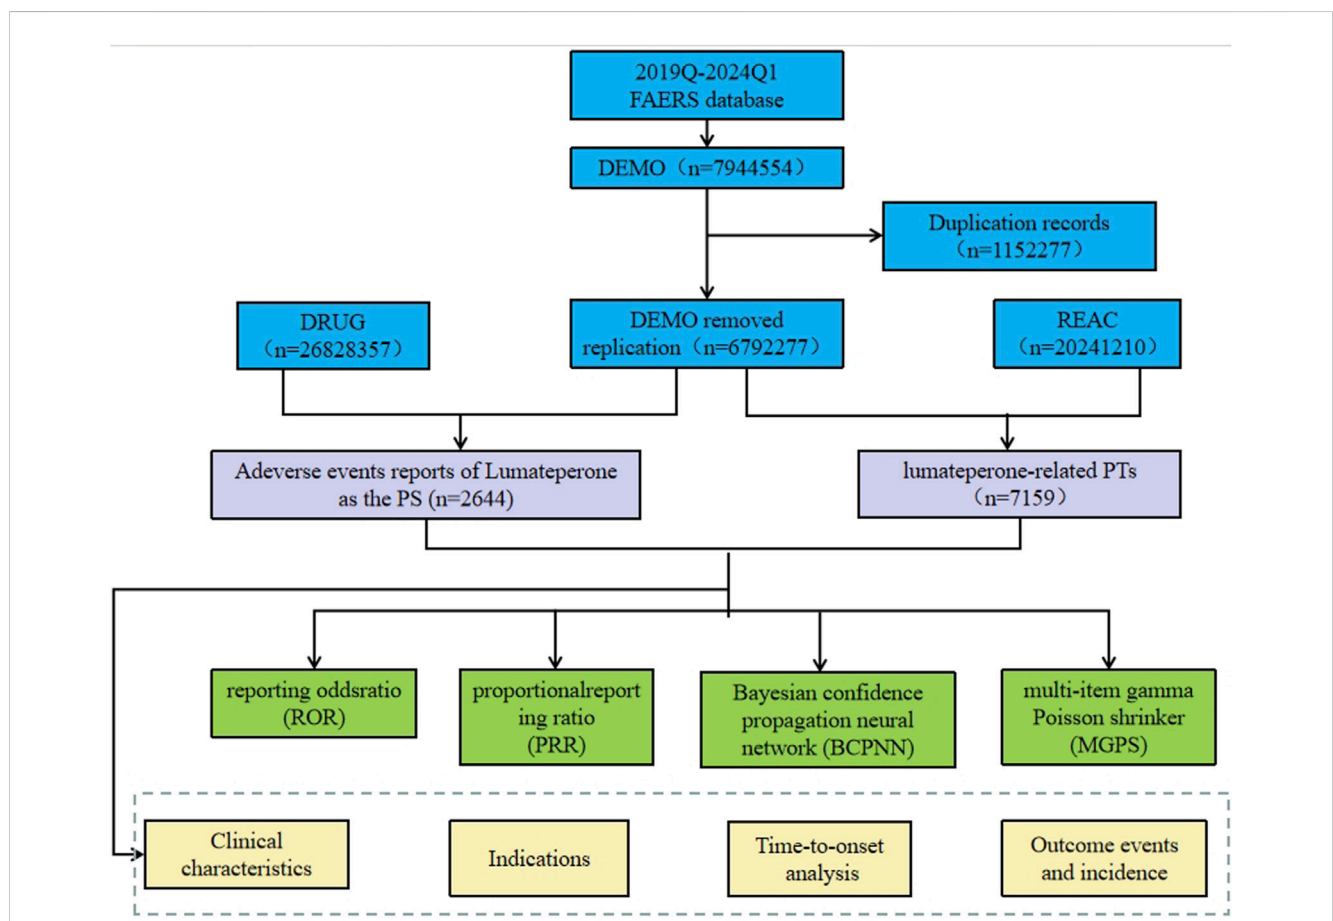 2019Q-2024Q1
FAERS database
DEMO（n=7944554）
Duplication records
（n=1152277）
DRUG
（n=26828357）
DEMO removed
replication（n=6792277）
REAC
（n=20241210）
Adeverse events reports of Lumateperone
as the PS (n=2644)
lumateperone-related PTs
（n=7159）
reporting oddsratio
(ROR)
proportionalreport
ing ratio
(PRR)
Bayesian confidence
propagation neural
network (BCPNN)
multi-item gamma
Poisson shrinker
(MGPS)
Clinical
characteristics
Indications
Time-to-onset
analysis
Outcome events
and incidence